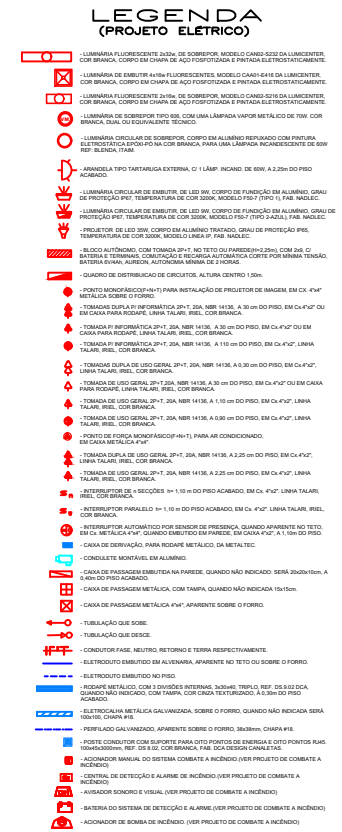 LEGENDA
(PROJETO ELÉTRICO)
- LUMINÁRIA FLUORESCENTE 2x32w, DE SOBREPOR, MODELO CAN02-S232 DA LUMICENTER,
COR BRANCA, CORPO EM CHAPA DE AÇO FOSFOTIZADA E PINTADA ELETROSTATICAMENTE.
- LUMINÁRIA DE EMBUTIR 4x16w FLUORESCENTES, MODELO CAA01-E416 DA LUMICENTER,
COR BRANCA, CORPO EM CHAPA DE AÇO FOSFOTIZADA E PINTADA ELETROSTATICAMENTE.
- LUMINÁRIA FLUORESCENTE 2x16w, DE SOBREPOR, MODELO CAN02-S216 DA LUMICENTER,
COR BRANCA, CORPO EM CHAPA DE AÇO FOSFOTIZADA E PINTADA ELETROSTATICAMENTE.
VM
- LUMINÁRIA DE SOBREPOR TIPO 606, COM UMA LÂMPADA VAPOR METÁLICO DE 70W. COR
BRANCA, DUAL OU EQUIVALENTE TÉCNICO.
- LUMINÁRIA CIRCULAR DE SOBREPOR, CORPO EM ALUMÍNIO REPUXADO COM PINTURA
ELETROSTÁTICA EPÓXI-PÓ NA COR BRANCA, PARA UMA LÂMPADA INCANDESCENTE DE 60W
REF: BLENDA, ITAIM.
- ARANDELA TIPO TARTARUGA EXTERNA, C/ 1 LÂMP. INCAND. DE 60W, A 2,25m DO PISO
ACABADO.
- LUMINÁRIA CIRCULAR DE EMBUTIR, DE LED 9W, CORPO DE FUNDIÇÃO EM ALUMÍNIO, GRAU
DE PROTEÇÃO IP67, TEMPERATURA DE COR 3200K, MODELO F50-7 (TIPO 1), FAB. NADLEC.
- LUMINÁRIA CIRCULAR DE EMBUTIR, DE LED 9W, CORPO DE FUNDIÇÃO EM ALUMÍNIO, GRAU DE
PROTEÇÃO IP67, TEMPERATURA DE COR 3200K, MODELO F50-7 (TIPO 2-AZUL), FAB. NADLEC.
- PROJETOR, DE LED 35W, CORPO EM ALUMÍNIO TRATADO, GRAU DE PROTEÇÃO IP65,
TEMPERATURA DE COR 3200K, MODELO LINEA IP, FAB. NADLEC.
- BLOCO AUTÔNOMO, COM TOMADA 2P+T, NO TETO OU PAREDE(H=2,25m). COM 2x9, C/
BATERIA E TERMINAIS, COMUTAÇÃO E RECARGA AUTOMÁTICA CORTE POR MÍNIMA TENSÃO,
BATERIA 6V/4Ah, AUREON, AUTONOMIA MÍNIMA DE 2 HORAS.
- QUADRO DE DISTRIBUICAO DE CIRCUITOS, ALTURA CENTRO 1,50m.
- PONTO MONOFÁSICO(F+N+T) PARA INSTALAÇÃO DE PROJETOR DE IMAGEM, EM CX. 4"x4"
METÁLICA SOBRE O FORRO.
- TOMADAS DUPLA P/ INFORMÁTICA 2P+T, 20A, NBR 14136, A 30 cm DO PISO, EM Cx.4"x2" OU
EM CAIXA PARA RODAPÉ, LINHA TALARI, IRIEL, COR BRANCA.
- TOMADA P/ INFORMÁTICA 2P+T, 20A, NBR 14136, A 30 cm DO PISO, EM Cx.4"x2" OU EM
CAIXA PARA RODAPÉ, LINHA TALARI, IRIEL, COR BRANCA.
- TOMADA P/ INFORMÁTICA 2P+T, 20A, NBR 14136, A 110 cm DO PISO, EM Cx.4"x2", LINHA
TALARI, IRIEL, COR BRANCA.
- TOMADAS DUPLA DE USO GERAL 2P+T, 20A, NBR 14136, A 0,30 cm DO PISO, EM Cx.4"x2",
LINHA TALARI, IRIEL, COR BRANCA.
- TOMADA DE USO GERAL 2P+T,20A, NBR 14136, A 30 cm DO PISO, EM Cx.4"x2" OU EM CAIXA
PARA RODAPÉ, LINHA TALARI, IRIEL, COR BRANCA.
- TOMADA DE USO GERAL 2P+T, 20A, NBR 14136, A 1,10 cm DO PISO, EM Cx.4"x2", LINHA
TALARI, IRIEL, COR BRANCA.
- TOMADA DE USO GERAL 2P+T, 20A, NBR 14136, A 0,90 cm DO PISO, EM Cx.4"x2", LINHA
TALARI, IRIEL, COR BRANCA.
- PONTO DE FORÇA MONOFÁSICO(F+N+T), PARA AR CONDICIONADO,
EM CAIXA METÁLICA 4"x4".
- TOMADA DUPLA DE USO GERAL 2P+T, 20A, NBR 14136, A 2,25 cm DO PISO, EM Cx.4"x2",
LINHA TALARI, IRIEL, COR BRANCA.
- TOMADA DE USO GERAL 2P+T, 20A, NBR 14136, A 2,25 cm DO PISO, EM Cx.4"x2", LINHA
TALARI, IRIEL, COR BRANCA.
- INTERRUPTOR DE n SECÇÕES h= 1,10 m DO PISO ACABADO, EM Cx. 4"x2". LINHA TALARI,
IRIEL, COR BRANCA.
- INTERRUPTOR PARALELO h= 1,10 m DO PISO ACABADO, EM Cx. 4"x2". LINHA TALARI, IRIEL,
COR BRANCA.
- INTERRUPTOR AUTOMÁTICO POR SENSOR DE PRESENÇA, QUANDO APARENTE NO TETO,
EM Cx. METÁLICA 4"x4", QUANDO EMBUTIDO EM PAREDE, EM CAIXA 4"x2", A 1,10m DO PISO.
- CAIXA DE DERIVAÇÃO, PARA RODAPÉ METÁLICO, DA METALTEC.
- CONDULETE MONTÁVEL EM ALUMÍNIO.
- CAIXA DE PASSAGEM EMBUTIDA NA PAREDE, QUANDO NÃO INDICADO: SERÁ 20x20x10cm, A
0,40m DO PISO ACABADO.
- CAIXA DE PASSAGEM METÁLICA, COM TAMPA, QUANDO NÃO INDICADA 15x15cm.
- CAIXA DE PASSAGEM METÁLICA 4"x4", APARENTE SOBRE O FORRO.
- TUBULAÇÃO QUE SOBE.
- TUBULAÇÃO QUE DESCE.
- CONDUTOR FASE, NEUTRO, RETORNO E TERRA RESPECTIVAMENTE.
- ELETRODUTO EMBUTIDO EM ALVENARIA, APARENTE NO TETO OU SOBRE O FORRO.
- ELETRODUTO EMBUTIDO NO PISO.
- RODAPÉ METÁLICO, COM 3 DIVISÕES INTERNAS, 3x30x40, TRIPLO, REF. DS.9.02 DCA,
QUANDO NÃO INDICADO, COM TAMPA, COR CINZA TEXTURIZADO, A 0,30m DO PISO
ACABADO.
- ELETROCALHA METÁLICA GALVANIZADA, SOBRE O FORRO, QUANDO NÃO INDICADA SERÁ
100x100, CHAPA #18.
- PERFILADO GALVANIZADO, APARENTE SOBRE O FORRO, 38x38mm, CHAPA #18.
- POSTE CONDUTOR COM SUPORTE PARA OITO PONTOS DE ENERGIA E OITO PONTOS RJ45.
100x45x3000mm, REF. DS 8.02, COR BRANCA, FAB. DCA DESIGN CANALETAS.
- ACIONADOR MANUAL DO SISTEMA COMBATE A INCÊNDIO.(VER PROJETO DE COMBATE A
INCÊNDIO)
- CENTRAL DE DETECÇÃO E ALARME DE INCÊNDIO.(VER PROJETO DE COMBATE A
INCÊNDIO)
- AVISADOR SONORO E VISUAL.(VER PROJETO DE COMBATE A INCÊNDIO)
- BATERIA DO SISTEMA DE DETECÇÃO E ALARME.(VER PROJETO DE COMBATE A INCÊNDIO)
- ACIONADOR DE BOMBA DE INCÊNDIO. (VER PROJETO DE COMBATE A INCÊNDIO)